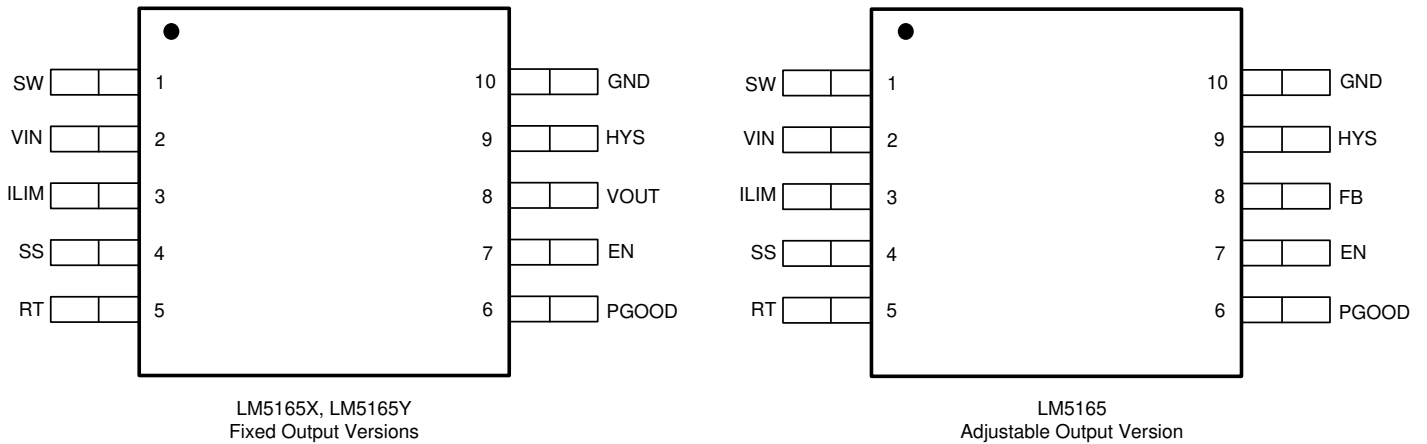 SW 1 10 GND
VIN 2 9 HYS
ILIM 3 8 VOUT
SS 4 7 EN
RT 5 6 PGOOD
LM5165X, LM5165Y
Fixed Output Versions
SW 1 10 GND
VIN 2 9 HYS
ILIM 3 8 FB
SS 4 7 EN
RT 5 6 PGOOD
LM5165
Adjustable Output Version